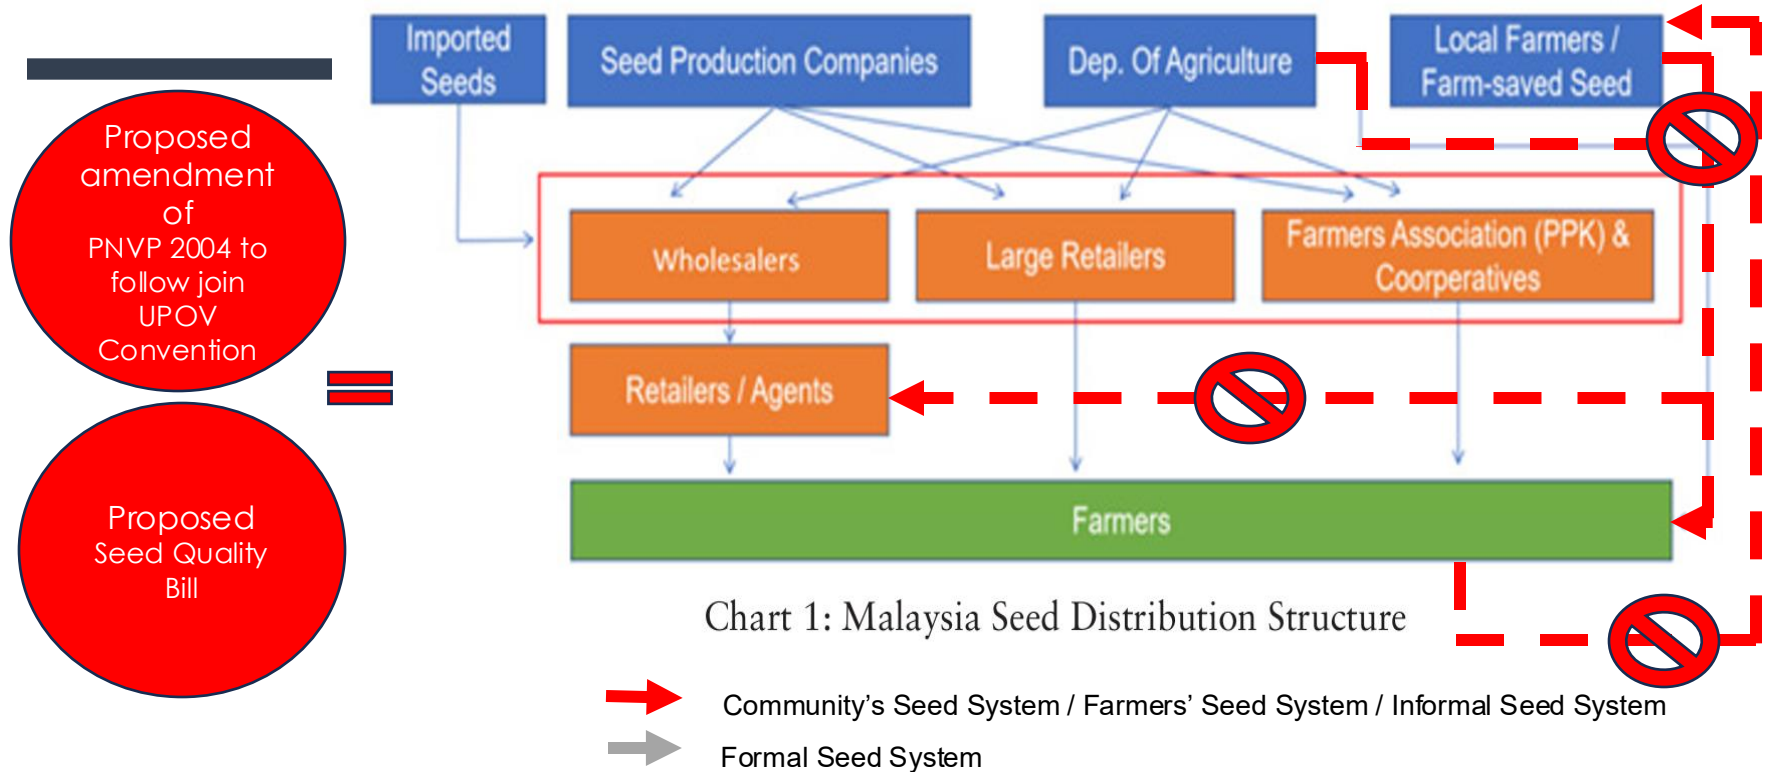 Imported
Seeds
Seed Production Companies
Dep. Of Agriculture
Local Farmers /
Farm-saved Seed
Proposed
amendment
of
PNVP 2004 to
follow join
UPOV
Convention
Wholesalers
Large Retailers
Farmers Association (PPK) &
Coorperatives
Retailers / Agents
Farmers
Proposed
Seed Quality
Bill
Chart 1: Malaysia Seed Distribution Structure
Community’s Seed System / Farmers’ Seed System / Informal Seed System
Formal Seed System